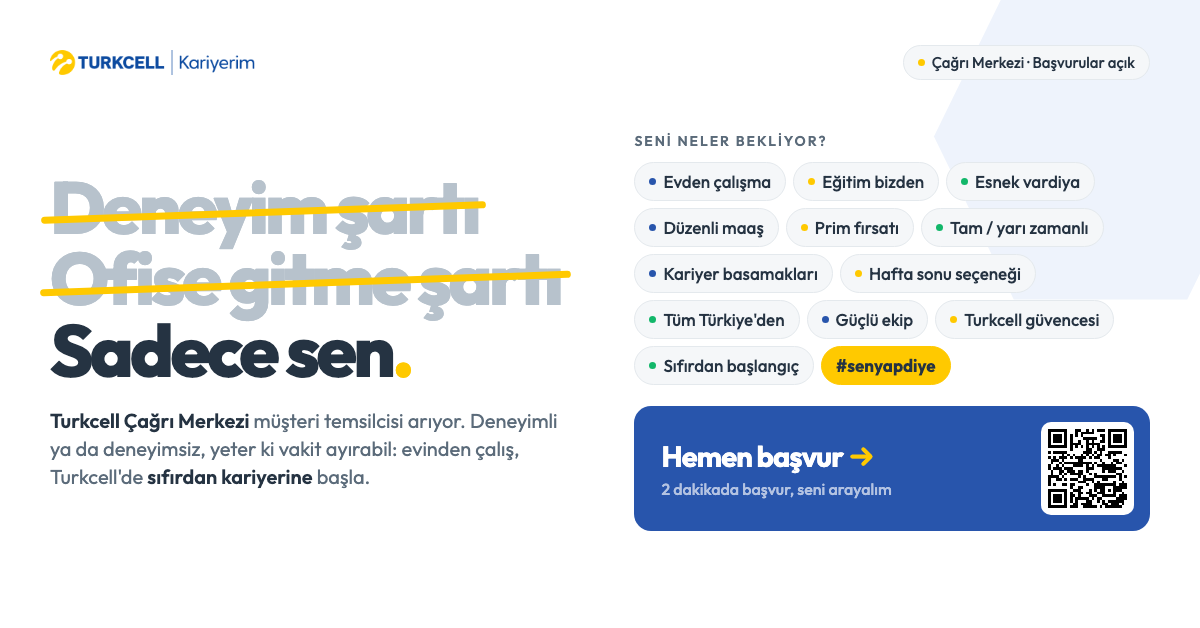 TURKCELL | Kariyerim
Çağrı Merkezi · Başvurular açık
Deneyim şartı
Ofise gitme şartı
Sadece sen.
Turkcell Çağrı Merkezi müşteri temsilcisi arıyor. Deneyimli
ya da deneyimsiz, yeter ki vakit ayırabil: evinden çalış,
Turkcell'de sıfırdan kariyerine başla.
SENİ NELER BEKLİYOR?
Evden çalışma
Eğitim bizden
Esnek vardiya
Düzenli maaş
Prim fırsatı
Tam / yarı zamanlı
Kariyer basamakları
Hafta sonu seçeneği
Tüm Türkiye'den
Güçlü ekip
Turkcell güvencesi
Sıfırdan başlangıç
#senyapdiye
Hemen başvur →
2 dakikada başvur, seni arayalım